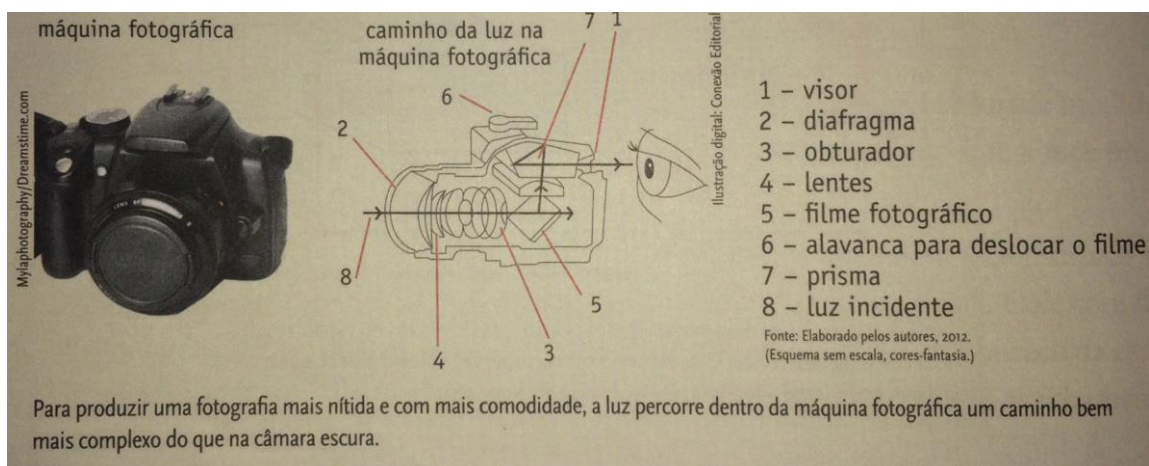 máquina fotográfica
Mylaphotography/Dreamstime.com
caminho da luz na
máquina fotográfica
7
1
6
2
8
4
3
5
Ilustração digital: Conexão Editorial
1 – visor
2 – diafragma
3 – obturador
4 – lentes
5 – filme fotográfico
6 – alavanca para deslocar o filme
7 – prisma
8 – luz incidente
Fonte: Elaborado pelos autores, 2012.
(Esquema sem escala, cores-fantasia.)
Para produzir uma fotografia mais nítida e com mais comodidade, a luz percorre dentro da máquina fotográfica um caminho bem
mais complexo do que na câmara escura.